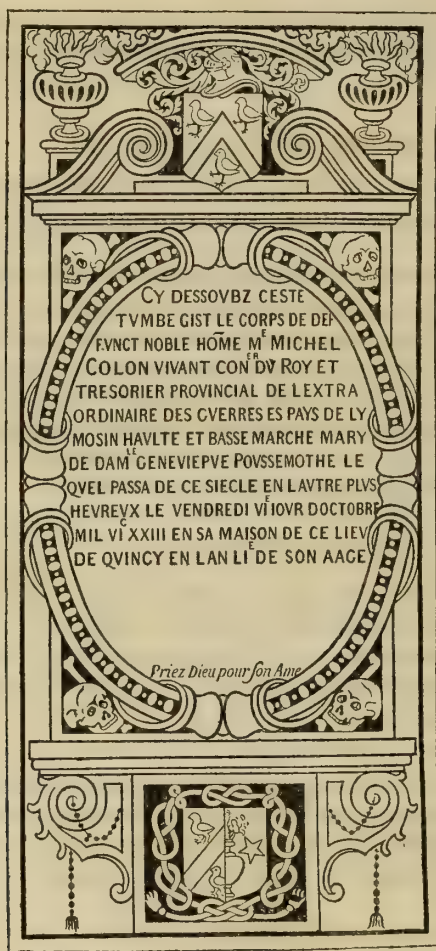 CY DESSOVBZ CESTE
TVMBE GIST LE CORPS DE DEF
FVNCT NOBLE HOM̃E Mᴱ MICHEL
COLON VIVANT CONᴱᴿ DV ROY ET
TRESORIER PROVINCIAL DE LEXTRA
ORDINAIRE DES GVERRES ES PAYS DE LY
MOSIN HAVLTE ET BASSE MARCHE MARY
DE DAMᴸᴱ GENEVIEPVE POVSSEMOTHE LE
QVEL PASSA DE CE SIECLE EN LAVTRE PLVS
HEVREVX LE VENDREDI VIᴱ IOVR DOCTOBRE
MIL VIᶜ XXIII EN SA MAISON DE CE LIEV
DE QVINCY EN LAN LIᴱ DE SON AAGE
Priez Dieu pour ſon Ame